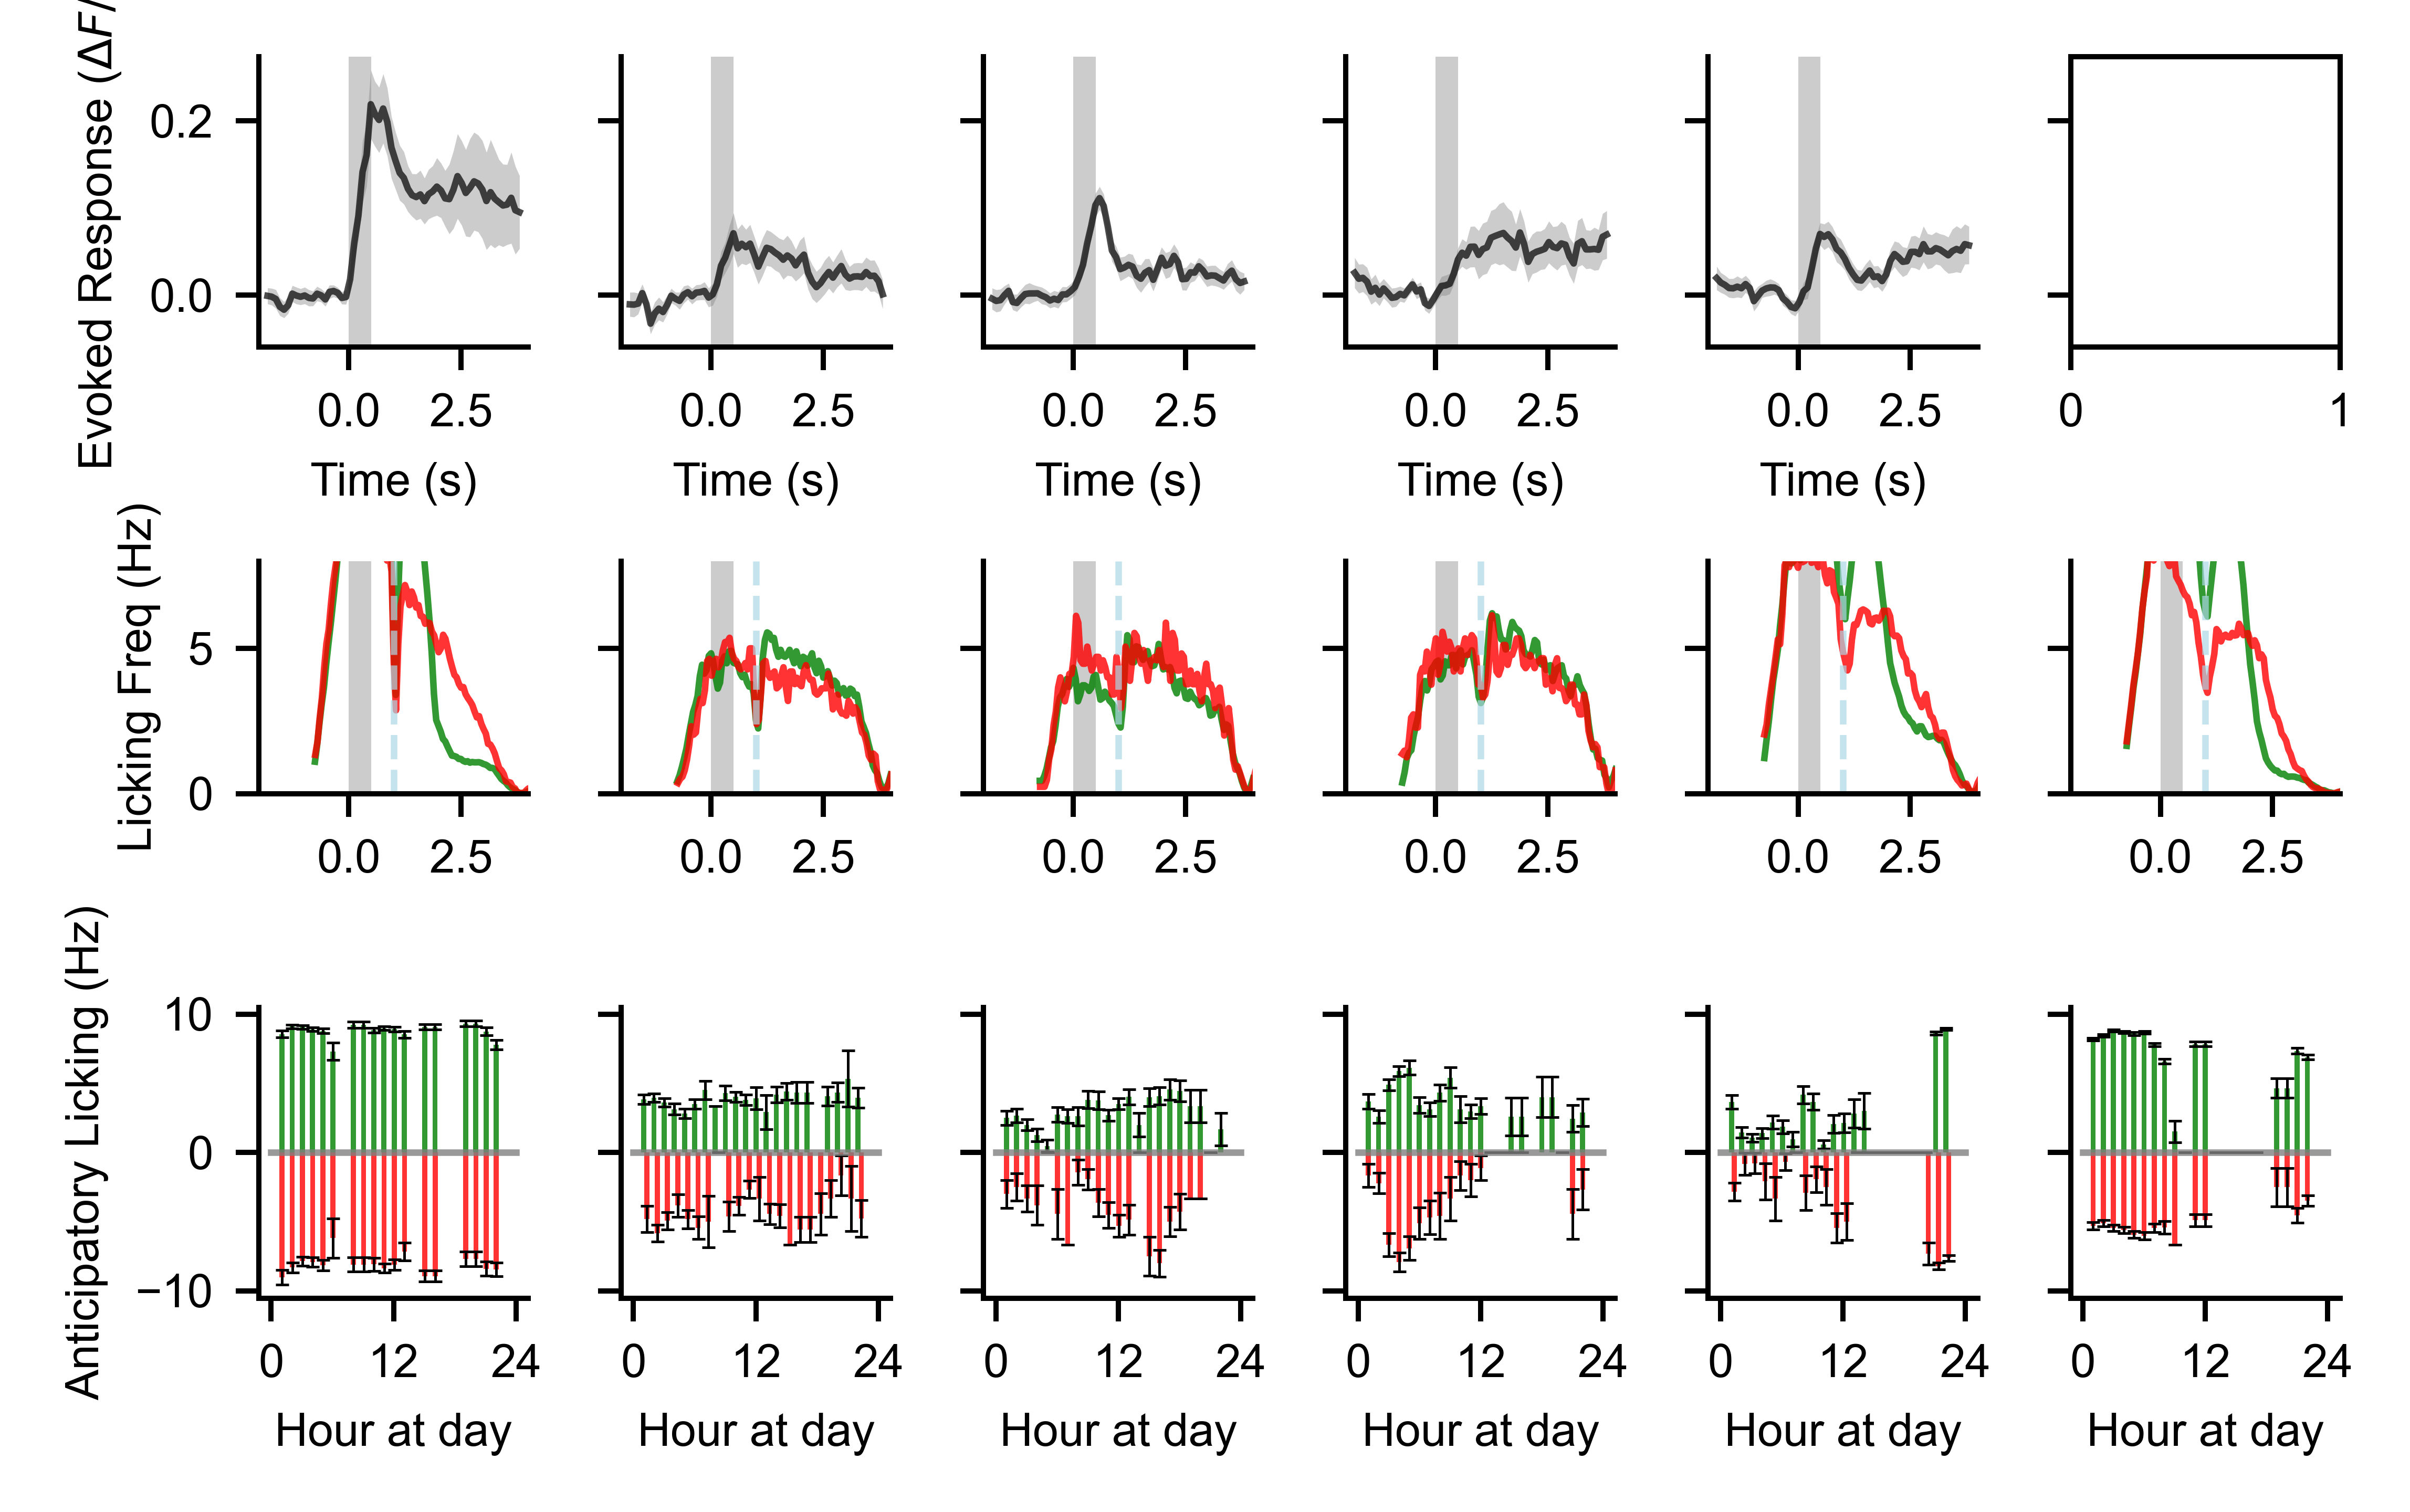 Evoked Response (ΔF/
0.2
0.0
0.0 2.5 0.0 2.5 0.0 2.5 0.0 2.5 0.0 2.5 0 1
Time (s) Time (s) Time (s) Time (s) Time (s)
Licking Freq (Hz)
5
0
0.0 2.5 0.0 2.5 0.0 2.5 0.0 2.5 0.0 2.5 0.0 2.5
Anticipatory Licking (Hz)
10
0
−10
0 12 24 0 12 24 0 12 24 0 12 24 0 12 24 0 12 24
Hour at day Hour at day Hour at day Hour at day Hour at day Hour at day